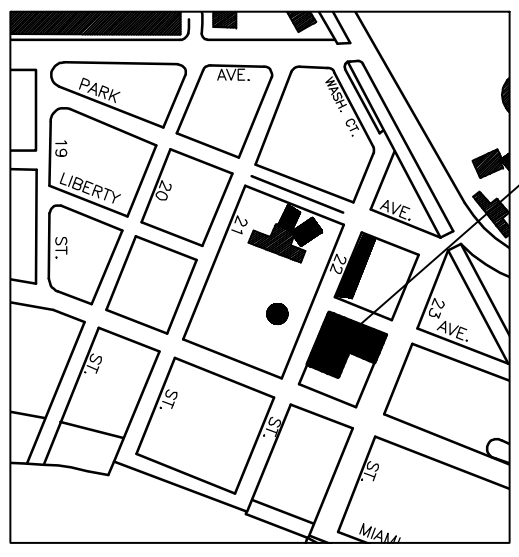 PARK
AVE.
WASH. CT.
19
LIBERTY
20
21
AVE.
ST.
22
23
AVE.
ST.
ST.
ST.
ST.
MIAMI